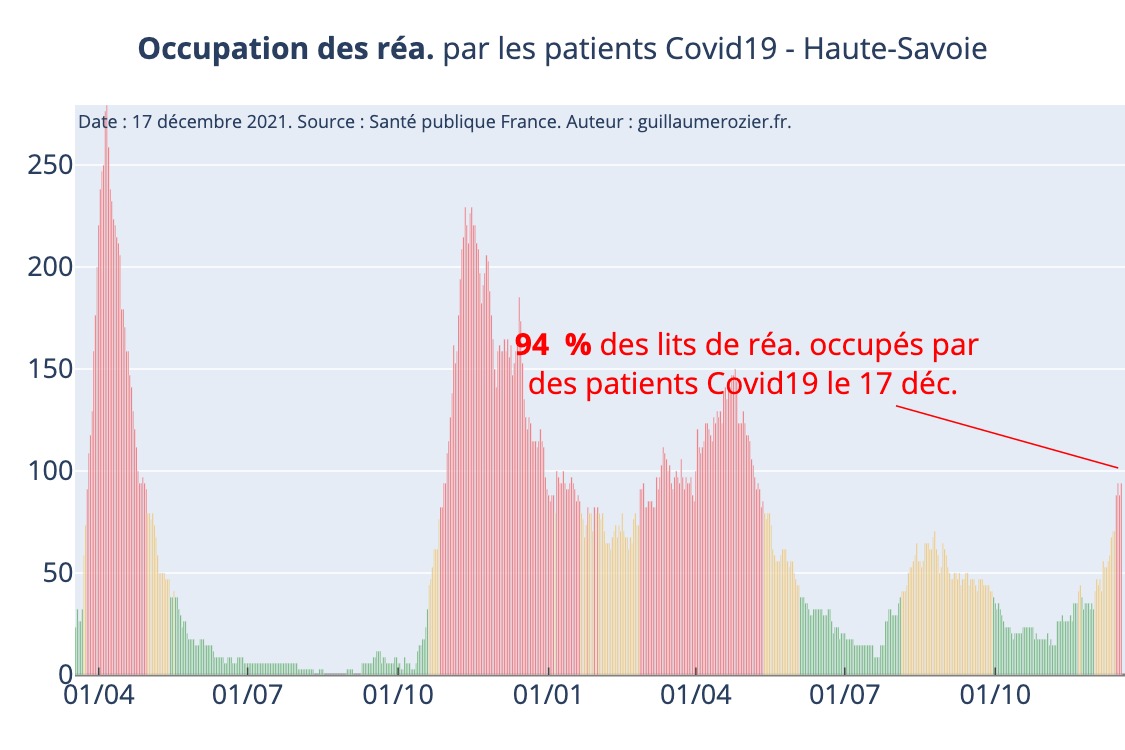 Occupation des réa. par les patients Covid19 - Haute-Savoie
Date : 17 décembre 2021. Source : Santé publique France. Auteur : guillaumerozier.fr.
250
200
94 % des lits de réa. occupés par
150
des patients Covid19 le 17 déc.
100
50
0
01/04 01/07 01/10 01/01 01/04 01/07 01/10